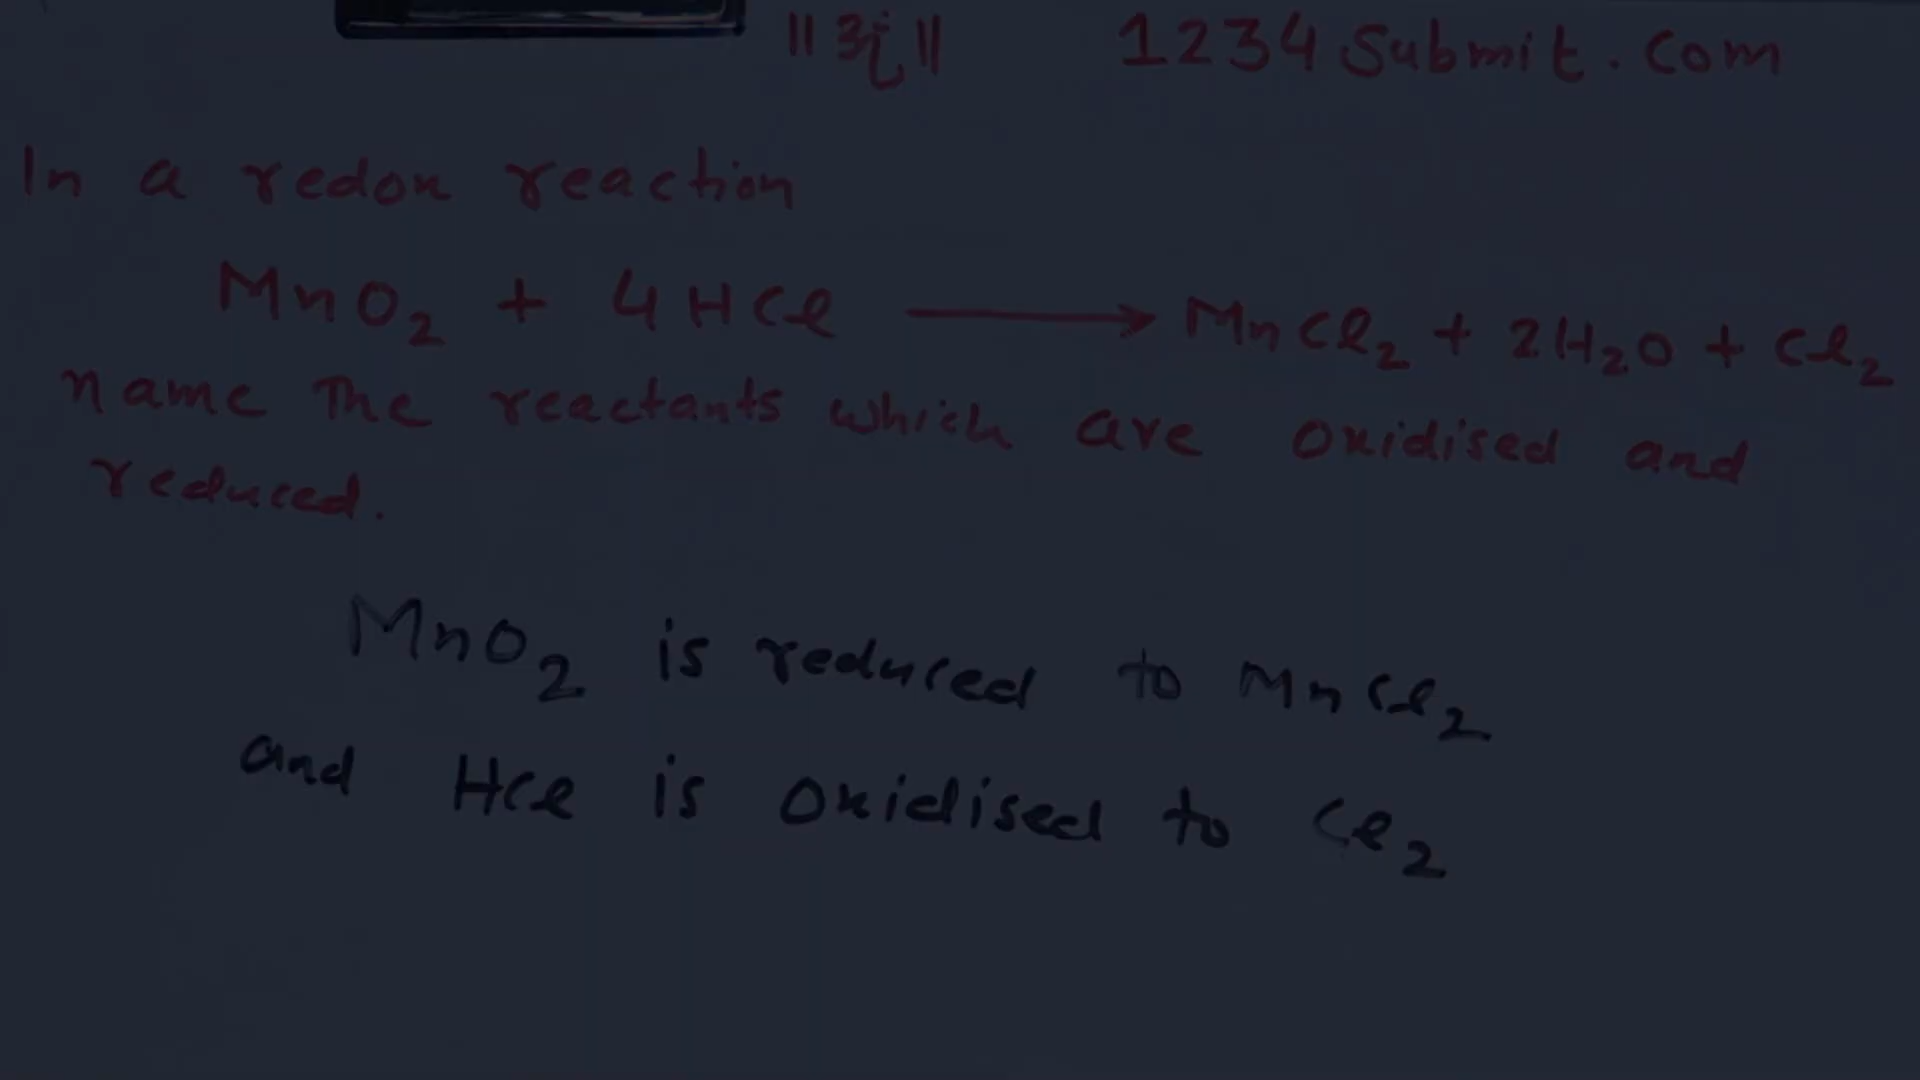 ॥ॐ॥ 1234Submit.com
In a redox reaction
MnO₂ + 4HCl → MnCl₂ + 2H₂O + Cl₂
name the reactants which are oxidised and
reduced.
MnO₂ is reduced to MnCl₂
and HCl is oxidised to Cl₂